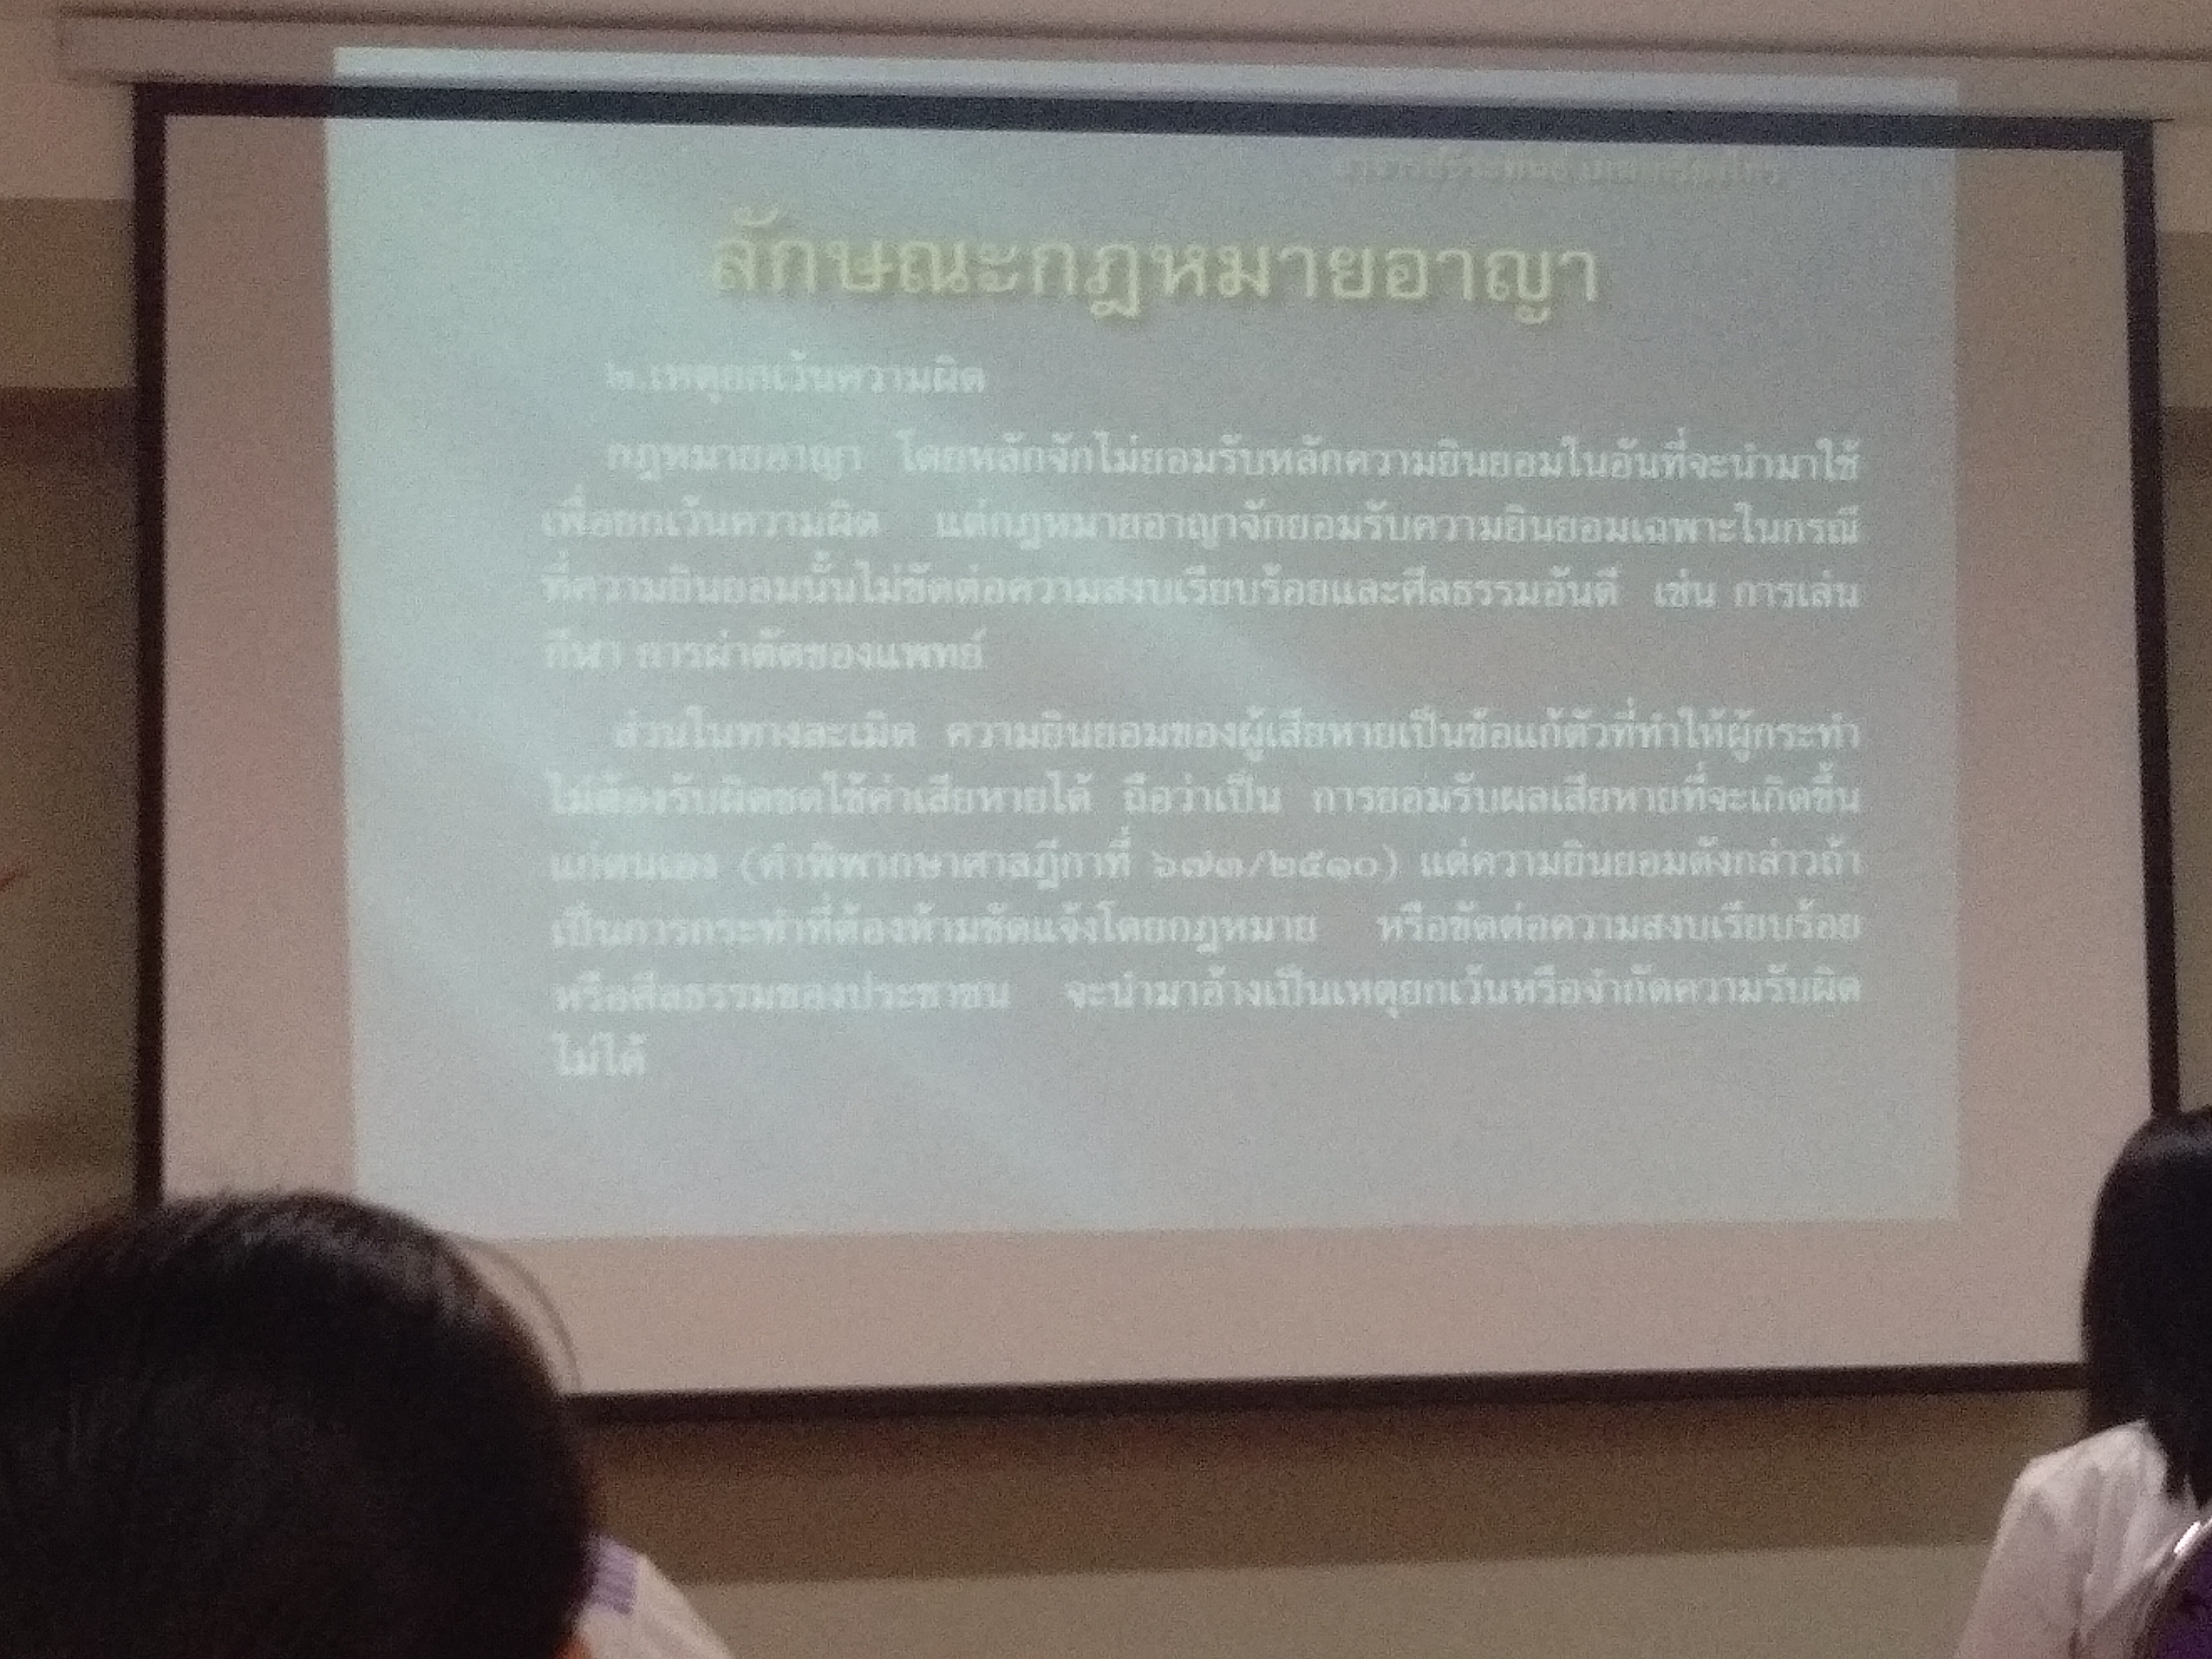 ลักษณะกฎหมายอาญา
๒.เหตุยกเว้นความผิด
กฎหมายอาญา โดยหลักจักไม่ยอมรับหลักความยินยอมในอันที่จะนำมาใช้
เพื่อยกเว้นความผิด แต่กฎหมายอาญาจักยอมรับความยินยอมเฉพาะในกรณี
ที่ความยินยอมนั้นไม่ขัดต่อความสงบเรียบร้อยและศีลธรรมอันดี เช่น การเล่น
กีฬา การผ่าตัดของแพทย์
ส่วนในทางละเมิด ความยินยอมของผู้เสียหายเป็นข้อแก้ตัวที่ทำให้ผู้กระทำ
ไม่ต้องรับผิดชดใช้ค่าเสียหายได้ ถือว่าเป็น การยอมรับผลเสียหายที่จะเกิดขึ้น
แก่ตนเอง (คำพิพากษาศาลฎีกาที่ ๖๗๓/๒๕๑๐) แต่ความยินยอมดังกล่าวถ้า
เป็นการกระทำที่ต้องห้ามชัดแจ้งโดยกฎหมาย หรือขัดต่อความสงบเรียบร้อย
หรือศีลธรรมของประชาชน จะนำมาอ้างเป็นเหตุยกเว้นหรือจำกัดความรับผิด
ไม่ได้